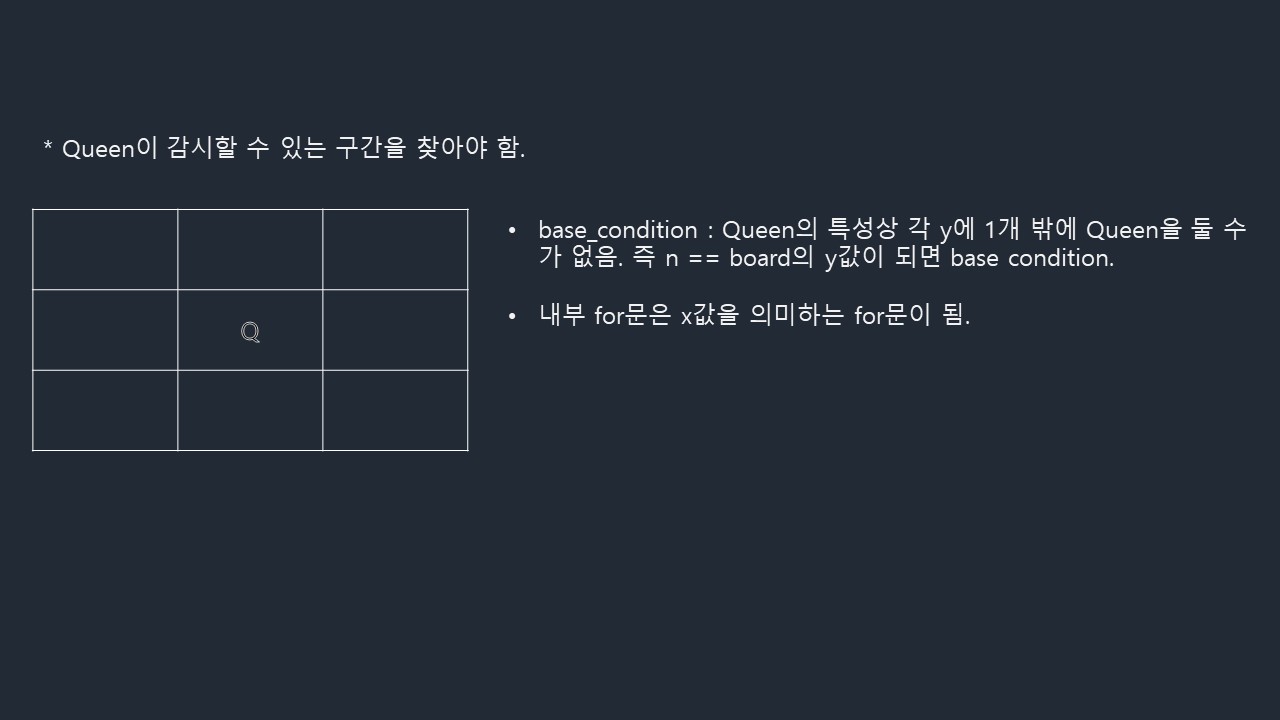 * Queen이 감시할 수 있는 구간을 찾아야 함.
Q
• base_condition : Queen의 특성상 각 y에 1개 밖에 Queen을 둘 수
가 없음. 즉 n == board의 y값이 되면 base condition.
• 내부 for문은 x값을 의미하는 for문이 됨.